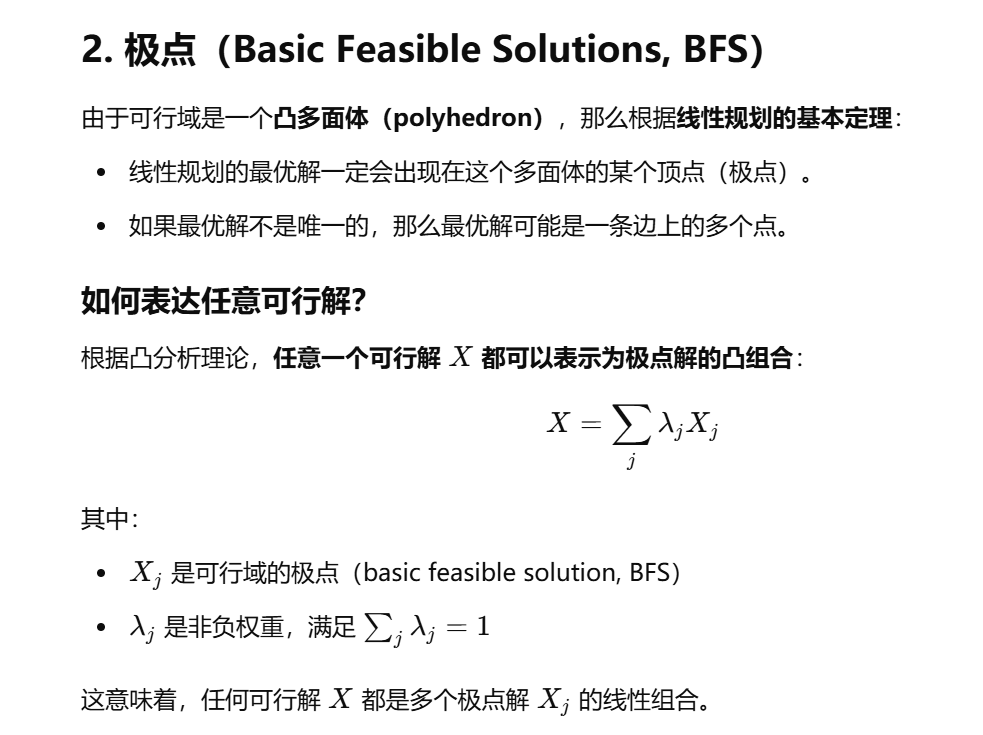 2. 极点（Basic Feasible Solutions, BFS）
由于可行域是一个凸多面体（polyhedron），那么根据线性规划的基本定理：
• 线性规划的最优解一定会出现在这个多面体的某个顶点（极点）。
• 如果最优解不是唯一的，那么最优解可能是一条边上的多个点。
如何表达任意可行解？
根据凸分析理论，任意一个可行解 X 都可以表示为极点解的凸组合：
X = ∑_j λ_j X_j
其中：
• X_j 是可行域的极点（basic feasible solution, BFS）
• λ_j 是非负权重，满足 ∑_j λ_j = 1
这意味着，任何可行解 X 都是多个极点解 X_j 的线性组合。